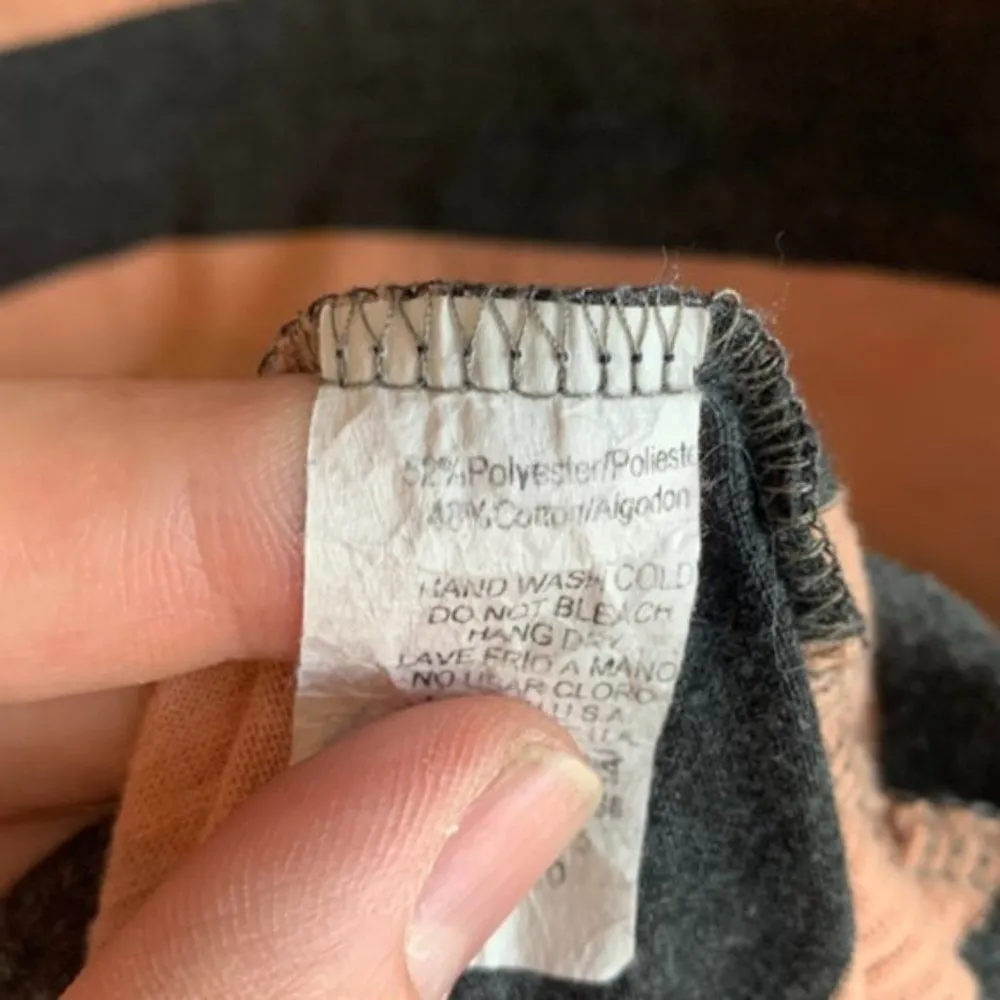 52%Polyester/Polieste
48%Cotton/Algodon
HAND WASH COLD
DO NOT BLEACH
HANG DRY
LAVE FRIO A MANO
NO USAR CLORO
U.S.A